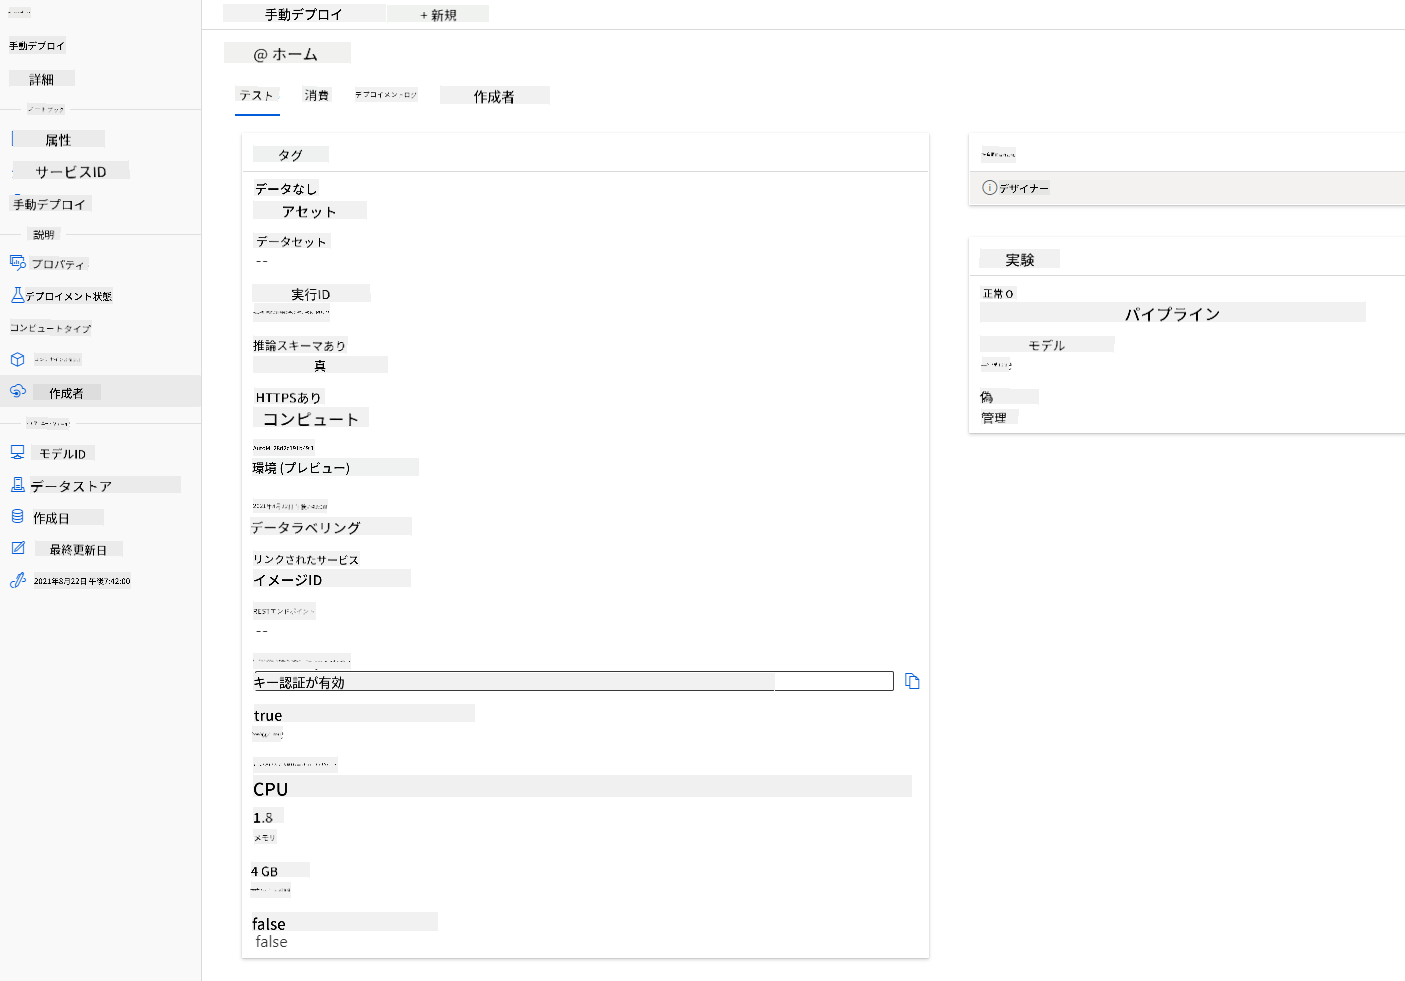 手動デプロイ
詳細
属性
サービスID
手動デプロイ
説明
プロパティ
デプロイメント状態
コンピュートタイプ
作成者
モデルID
データストア
作成日
最終更新日
2021年8月22日 午後7:42:00
手動デプロイ
+ 新規
@ ホーム
テスト 消費 デプロイメントログ 作成者
タグ
データなし
アセット
データセット
--
実行ID
推論スキーマあり
真
HTTPSあり
コンピュート
環境 (プレビュー)
データラベリング
リンクされたサービス
イメージID
RESTエンドポイント
--
キー認証が有効
true
CPU
1.8
メモリ
4 GB
false
false
デザイナー
実験
正常 0
パイプライン
モデル
偽
管理